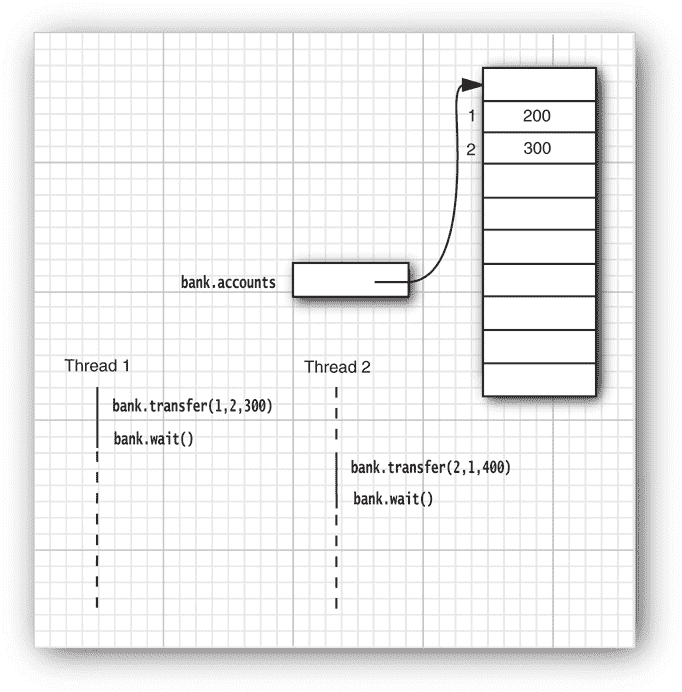 1 200
2 300
bank.accounts
Thread 1
Thread 2
bank.transfer(1,2,300)
bank.wait()
bank.transfer(2,1,400)
bank.wait()